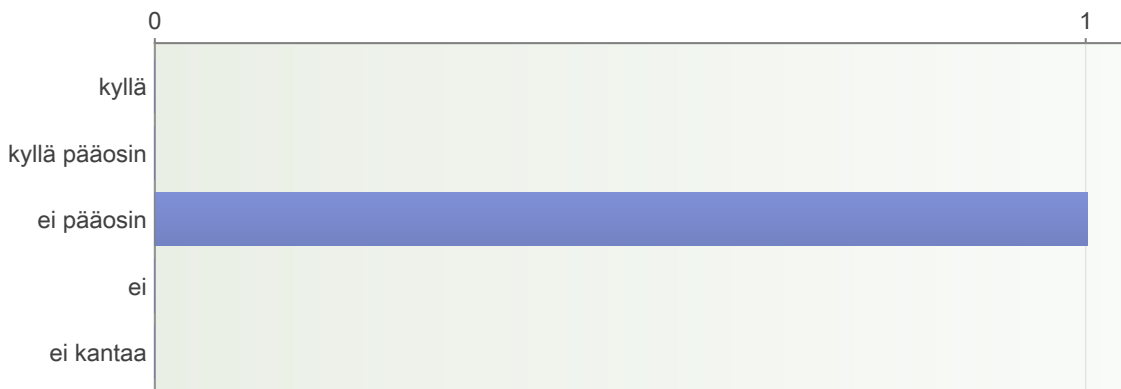 0 1
kyllä
kyllä pääosin
ei pääosin
ei
ei kantaa